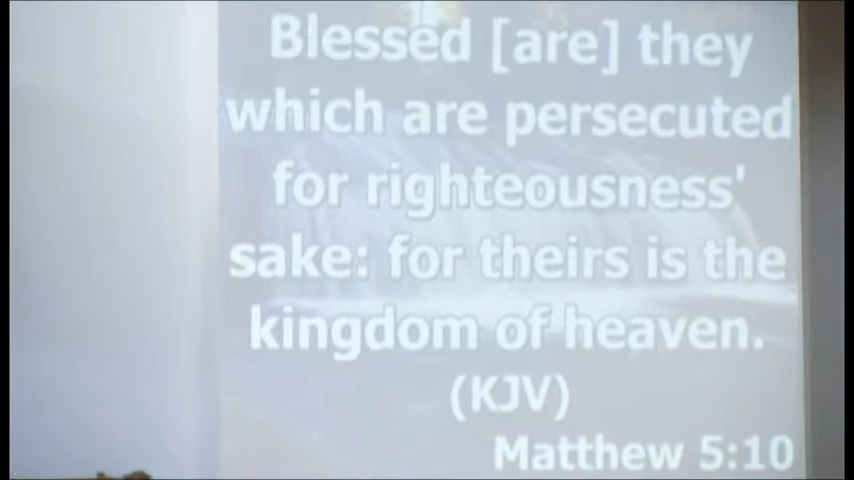 Blessed [are] they
which are persecuted
for righteousness'
sake: for theirs is the
kingdom of heaven.
(KJV)
Matthew 5:10